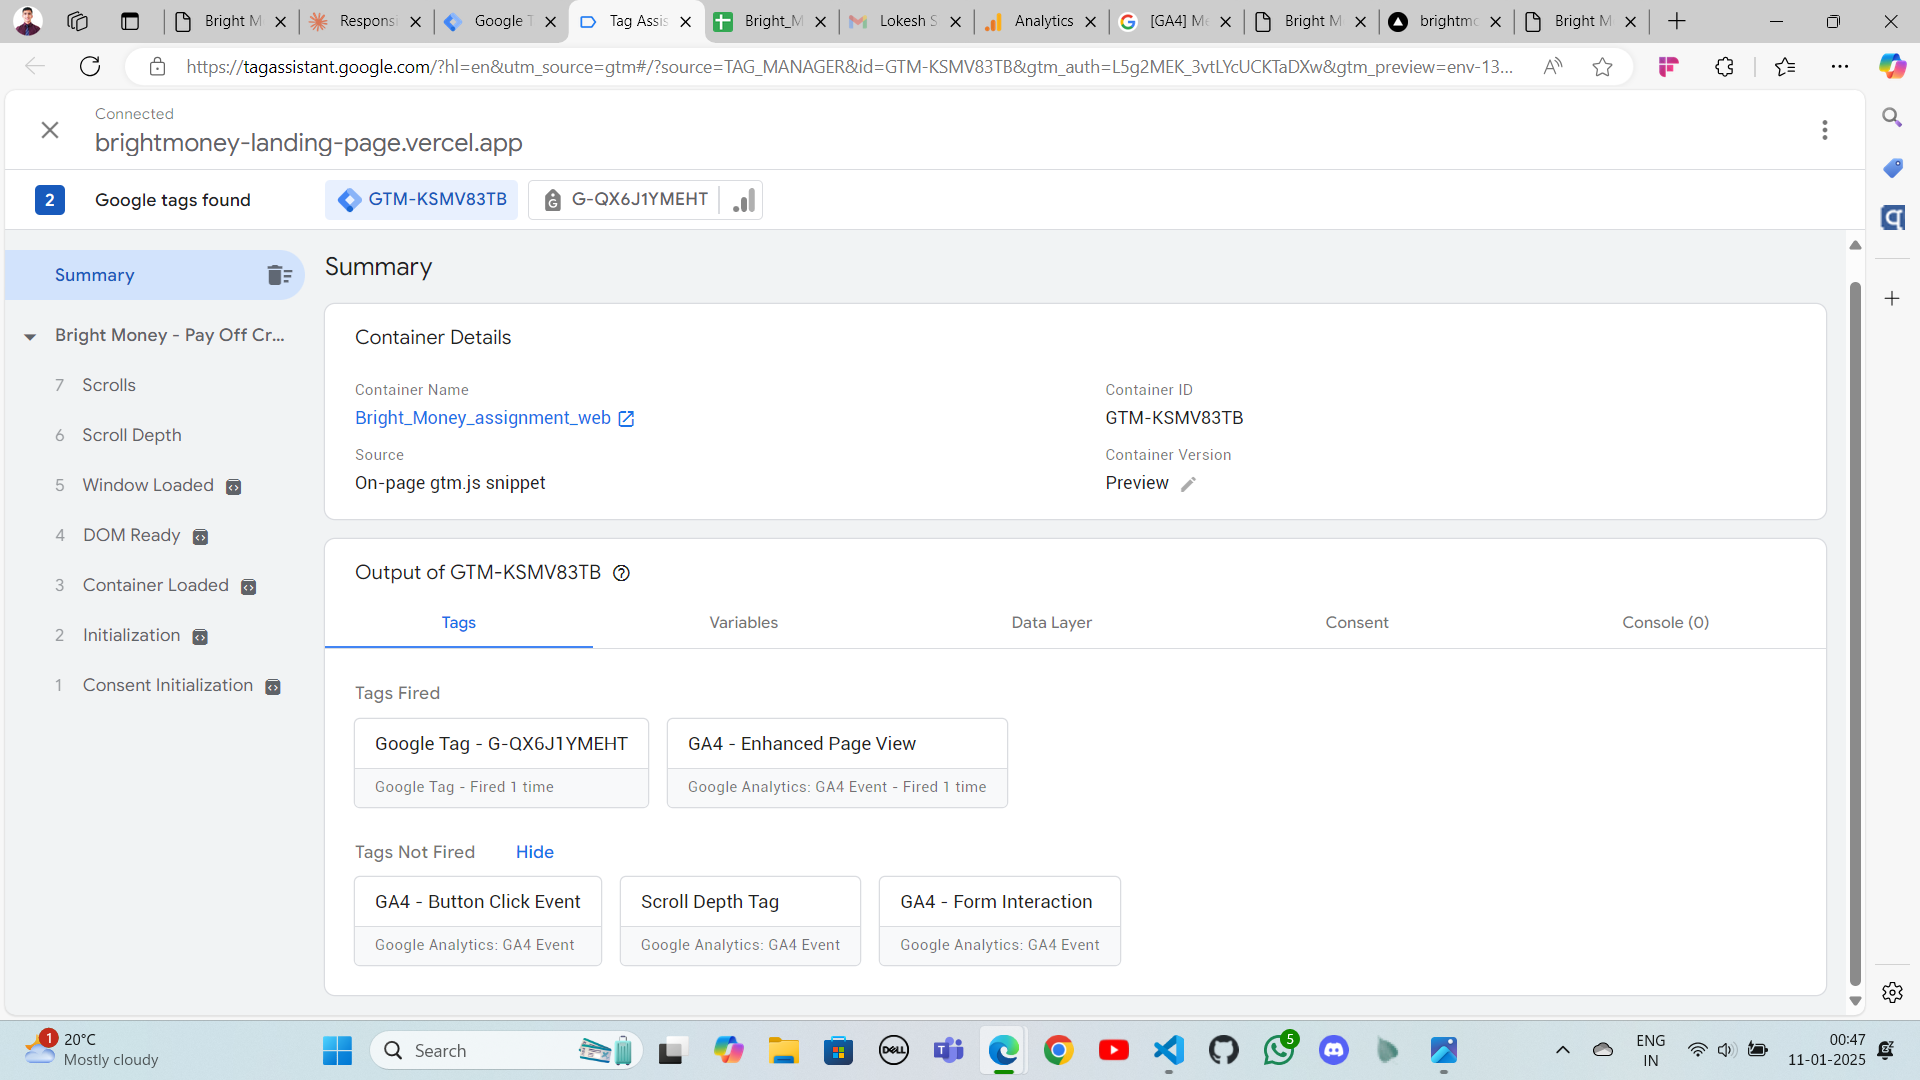 Bright M
Responsi
Google T
Tag Assis
Bright_M
Lokesh S
Analytics
[GA4] Me
Bright M
brightmo
Bright M
https://tagassistant.google.com/?hl=en&utm_source=gtm#/?source=TAG_MANAGER&id=GTM-KSMV83TB&gtm_auth=L5g2MEK_3vtLYcUCKTaDXw&gtm_preview=env-13...
Connected
brightmoney-landing-page.vercel.app
2 Google tags found GTM-KSMV83TB G-QX6J1YMEHT
Summary
Bright Money - Pay Off Cr...
7 Scrolls
6 Scroll Depth
5 Window Loaded
4 DOM Ready
3 Container Loaded
2 Initialization
1 Consent Initialization
Summary
Container Details
Container Name
Bright_Money_assignment_web
Container ID
GTM-KSMV83TB
Source
On-page gtm.js snippet
Container Version
Preview
Output of GTM-KSMV83TB
Tags Variables Data Layer Consent Console (0)
Tags Fired
Google Tag - G-QX6J1YMEHT
Google Tag - Fired 1 time
GA4 - Enhanced Page View
Google Analytics: GA4 Event - Fired 1 time
Tags Not Fired Hide
GA4 - Button Click Event
Google Analytics: GA4 Event
Scroll Depth Tag
Google Analytics: GA4 Event
GA4 - Form Interaction
Google Analytics: GA4 Event
1
20°C
Mostly cloudy
Search
DELL
5
ENG
IN
00:47
11-01-2025